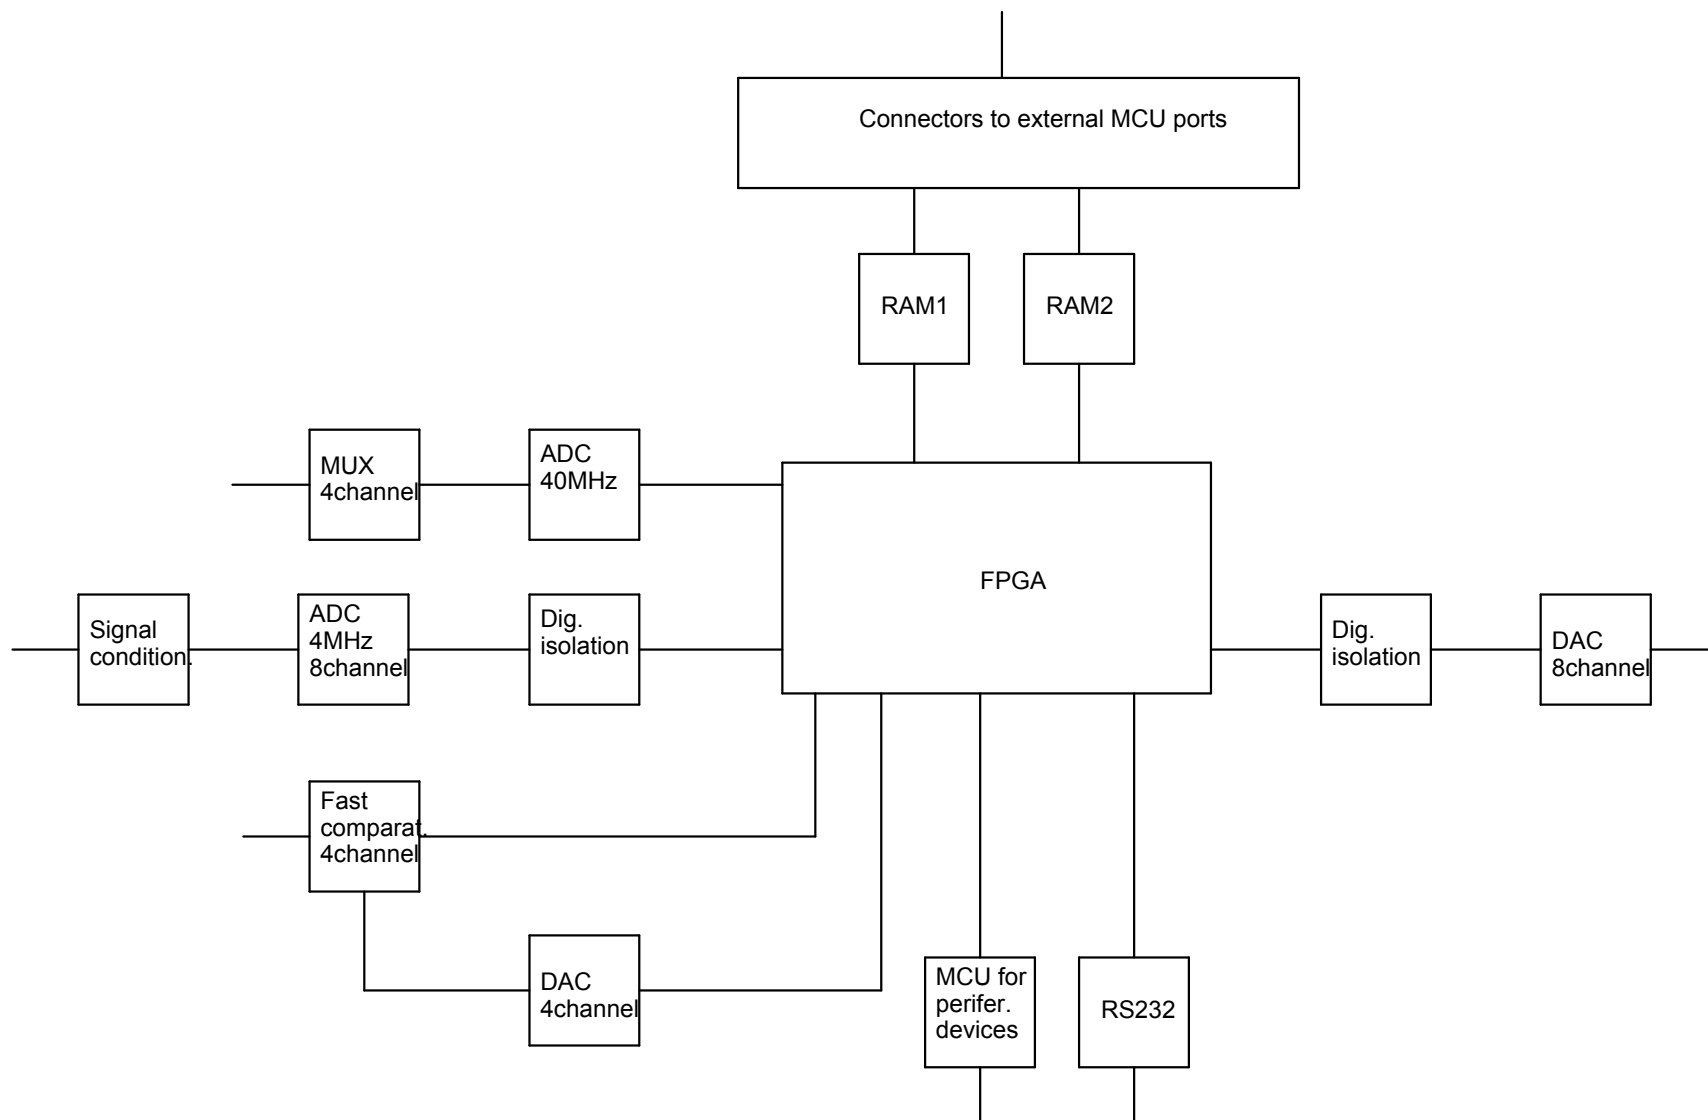 Connectors to external MCU ports
RAM1
RAM2
MUX
4channel
ADC
40MHz
FPGA
Signal
condition.
ADC
4MHz
8channel
Dig.
isolation
Dig.
isolation
DAC
8channel
Fast
comparat.
4channel
DAC
4channel
MCU for
perifer.
devices
RS232